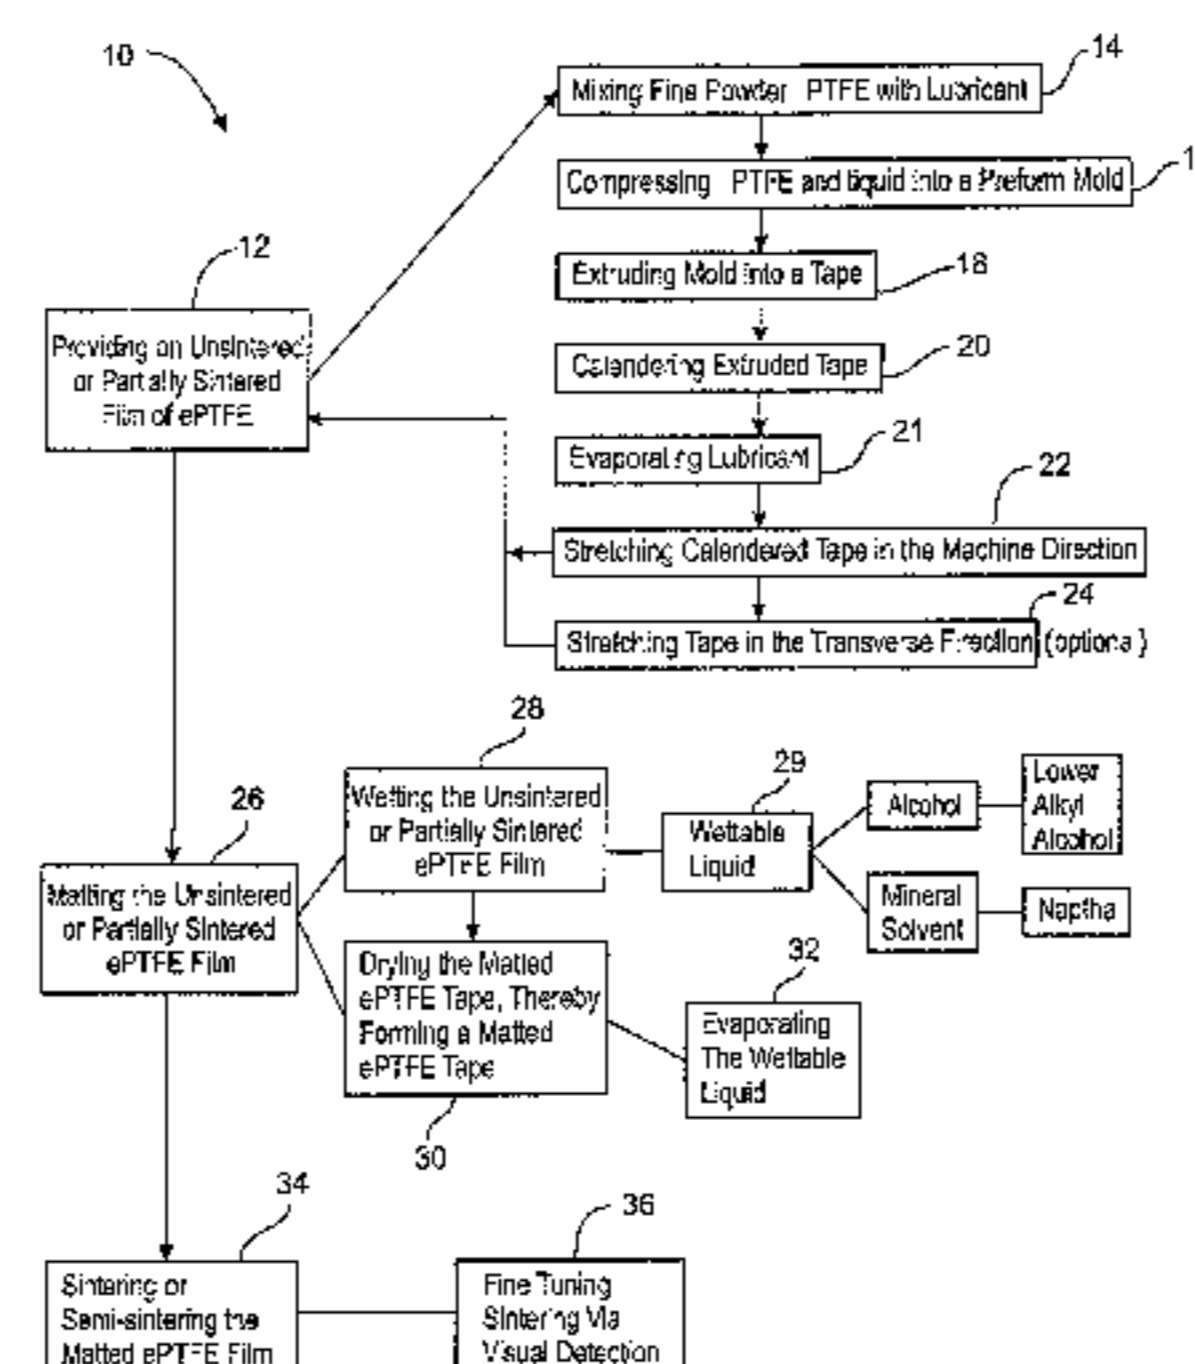 10
14
Mixing Fine Powder PTFE with Lubricant
1
Compressing PTFE and liquid into a Preform Mold
18
Extruding Mold into a Tape
20
Calendering Extruded Tape
21
Evaporating Lubricant
22
Stretching Calendered Tape in the Machine Direction
24
Stretching Tape in the Transverse Direction (optional)
12
Providing an Unsintered
or Partially Sintered
Film of ePTFE
26
Matting the Unsintered
or Partially Sintered
ePTFE Film
28
Wetting the Unsintered
or Partially Sintered
ePTFE Film
29
Wettable
Liquid
Alcohol
Lower
Alkyl
Alcohol
Mineral
Solvent
Naptha
Drying the Matted
ePTFE Tape, Thereby
Forming a Matted
ePTFE Tape
30
32
Evaporating
The Wettable
Liquid
34
Sintering or
Semi-sintering the
Matted ePTFE Film
36
Fine Tuning
Sintering Via
Visual Detection